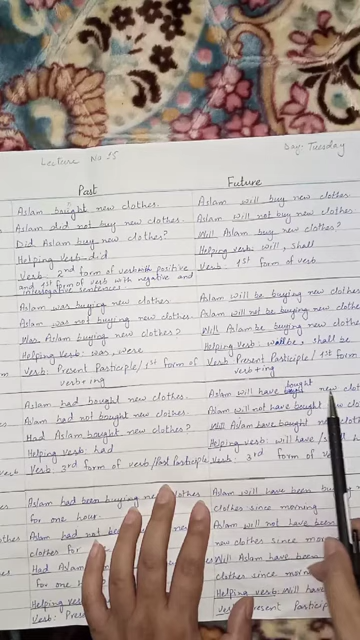 Lecture No 15
Day: Tuesday
Past
Aslam bought new clothes.
Aslam did not buy new clothes.
Did Aslam buy new clothes?
Helping verb: did
Verb: 2nd form of verb with positive
and 1st form of verb with negative and
interrogative sentences.
Aslam was buying new clothes.
Aslam was not buying new clothes.
Was Aslam buying new clothes?
Helping Verb: was, were
Verb: Present Participle/1st form of
verb+ing
Aslam had bought new clothes.
Aslam had not bought new clothes.
Had Aslam bought new clothes?
Helping verb: had
Verb: 3rd form of verb/Past Participle
Aslam had been buying new clothes
for one hour.
Aslam had not
clothes for
Had Aslam
for one
Helping
Verb:
Future
Aslam will buy new clothes.
Aslam will not buy new clothes.
Will Aslam buy new clothes?
Helping verb: will, shall
Verb: 1st form of verb
Aslam will be buying new clothes
Aslam will not be buying new clothes
Will Aslam be buying new clothes
Helping Verb: will be, shall be
Verb: Present Participle/1st form
verb+ing
Aslam will have bought new
Aslam will not have bought new
Will Aslam have bought new
Helping verb: will have/shall
Verb: 3rd form of
Aslam will have been
clothes since morning
Aslam will not have been
new clothes since
Will Aslam have been
clothes since
Helping verb: will have
Verb: Present